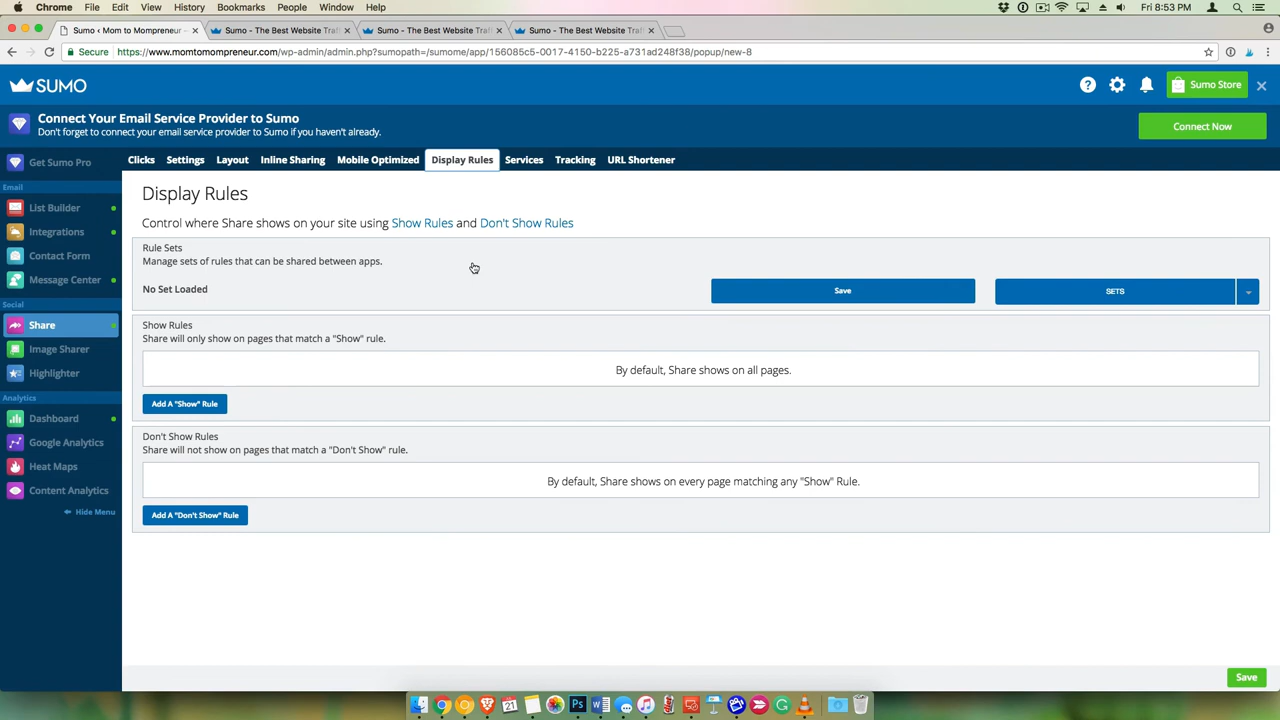 Chrome File Edit View History Bookmarks People Window Help Fri 8:53 PM
Sumo ‹ Mom to Mompreneur — Sumo - The Best Website Traf Sumo - The Best Website Traf Sumo - The Best Website Traf
Secure https://www.momtomompreneur.com/wp-admin/admin.php?sumopath=/sumome/app/156085c5-0017-4150-b225-a731ad248f38/popup/new-8
SUMO
Sumo Store
Connect Your Email Service Provider to Sumo
Don't forget to connect your email service provider to Sumo if you haven't already.
Connect Now
Get Sumo Pro
Email
List Builder
Integrations
Contact Form
Message Center
Social
Share
Image Sharer
Highlighter
Analytics
Dashboard
Google Analytics
Heat Maps
Content Analytics
Hide Menu
Clicks Settings Layout Inline Sharing Mobile Optimized Display Rules Services Tracking URL Shortener
Display Rules
Control where Share shows on your site using Show Rules and Don't Show Rules
Rule Sets
Manage sets of rules that can be shared between apps.
No Set Loaded
Save
SETS
Show Rules
Share will only show on pages that match a "Show" rule.
By default, Share shows on all pages.
Add A "Show" Rule
Don't Show Rules
Share will not show on pages that match a "Don't Show" rule.
By default, Share shows on every page matching any "Show" Rule.
Add A "Don't Show" Rule
Save